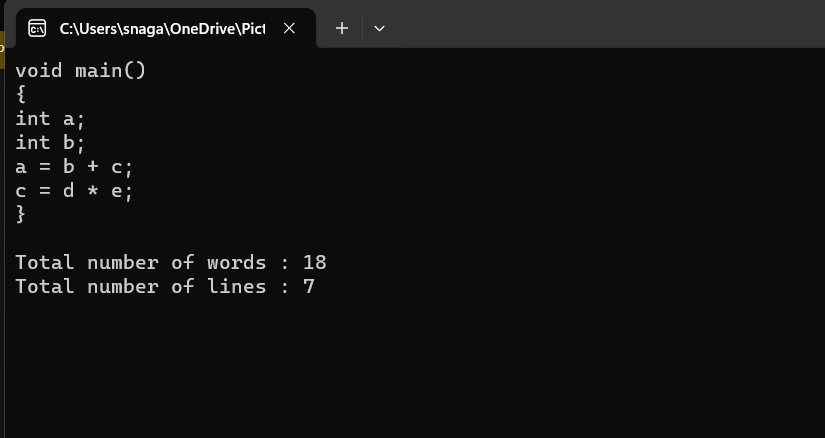 C:\Users\snaga\OneDrive\Pict
void main()
{
int a;
int b;
a = b + c;
c = d * e;
}
Total number of words : 18
Total number of lines : 7